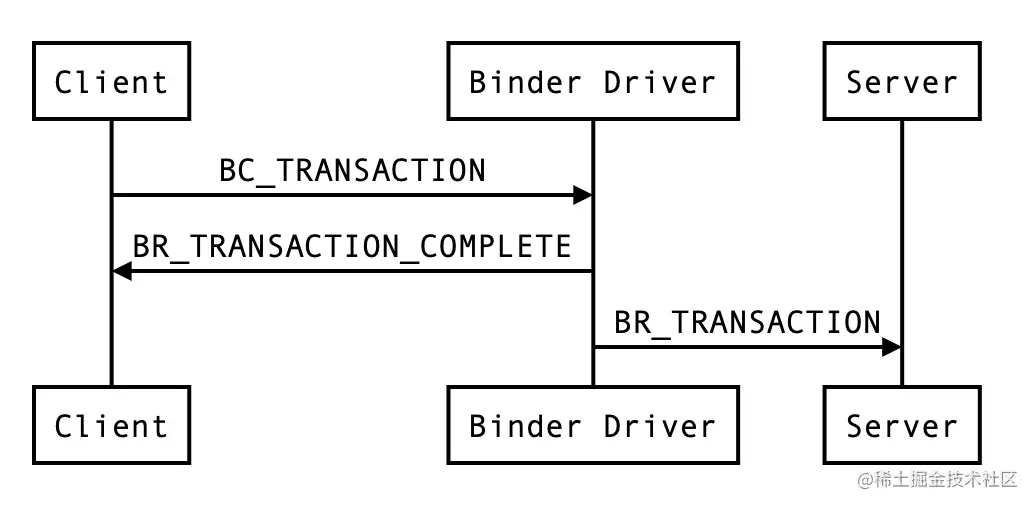 Client
Binder Driver
Server
BC_TRANSACTION
BR_TRANSACTION_COMPLETE
BR_TRANSACTION
Client
Binder Driver
Server
@稀土掘金技术社区